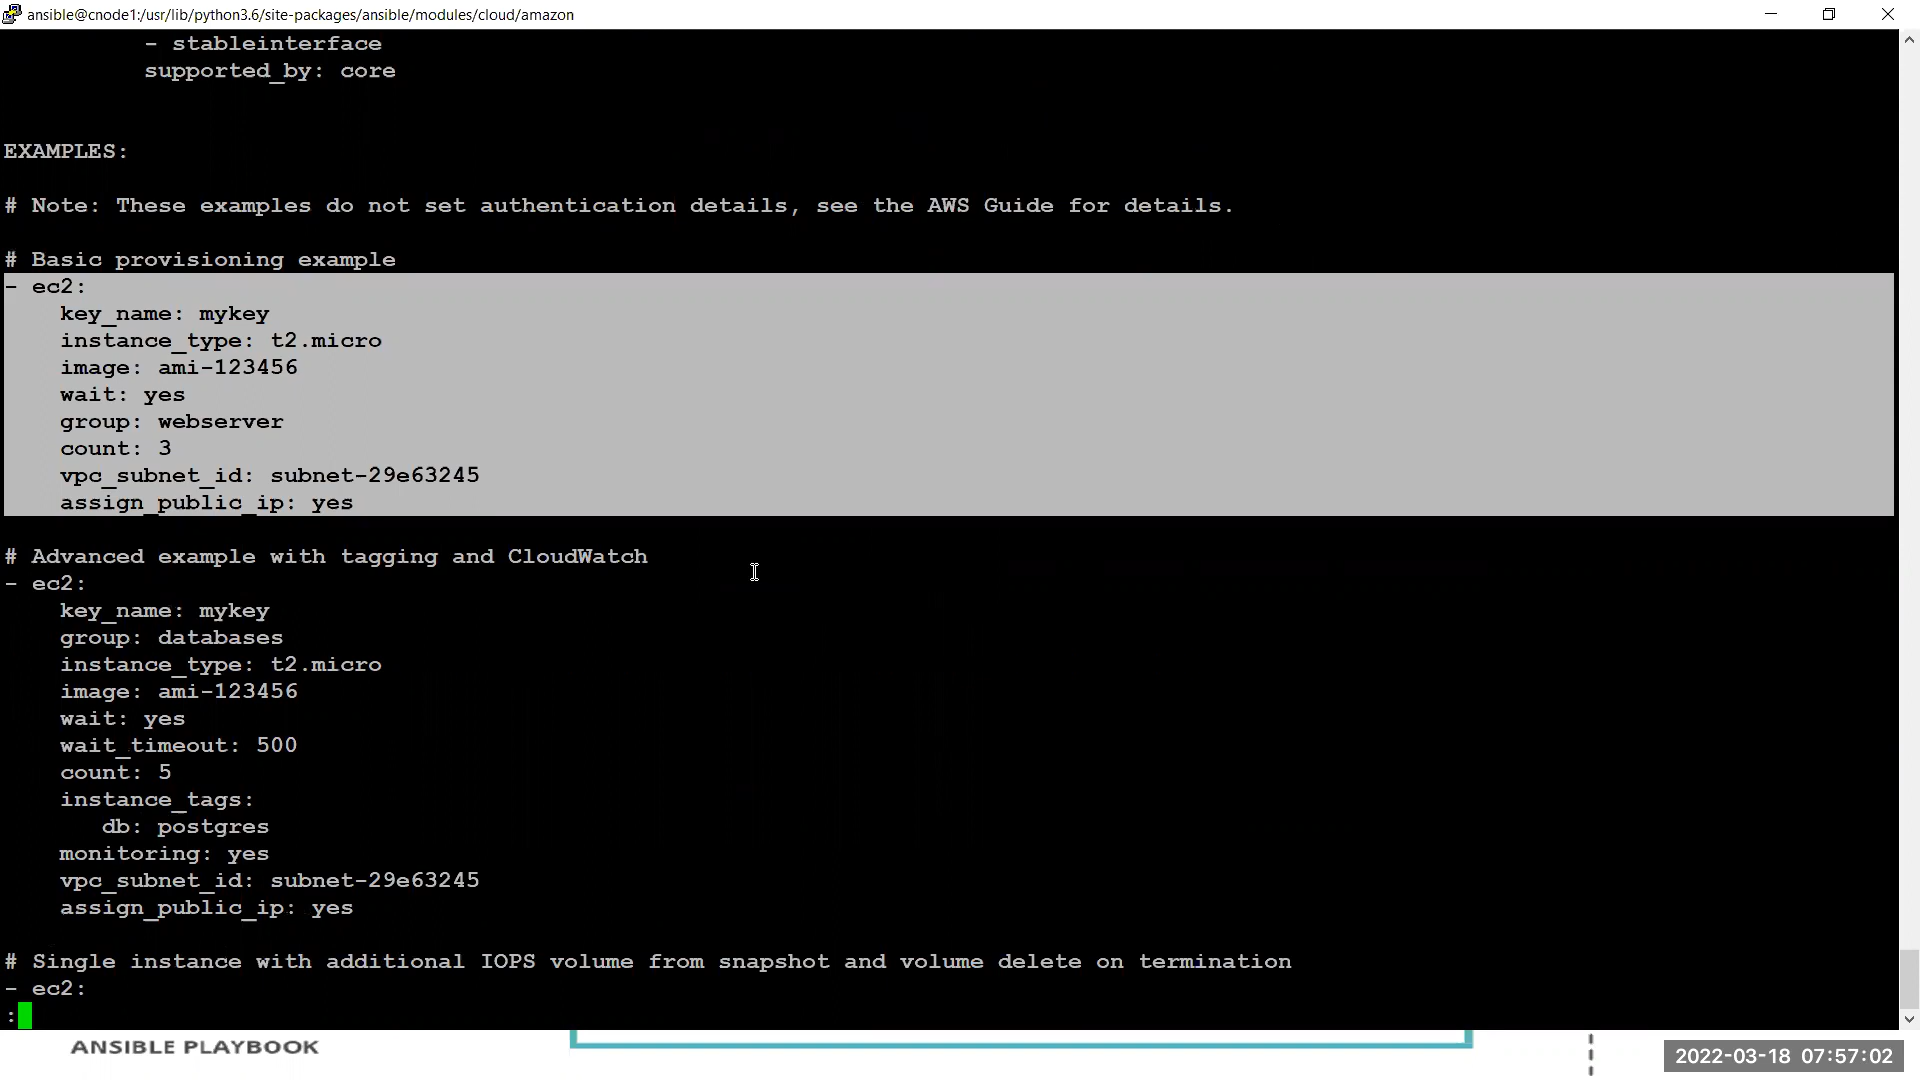 ansible@cnode1:/usr/lib/python3.6/site-packages/ansible/modules/cloud/amazon
- stableinterface
supported_by: core
EXAMPLES:
# Note: These examples do not set authentication details, see the AWS Guide for details.
# Basic provisioning example
- ec2:
    key_name: mykey
    instance_type: t2.micro
    image: ami-123456
    wait: yes
    group: webserver
    count: 3
    vpc_subnet_id: subnet-29e63245
    assign_public_ip: yes
# Advanced example with tagging and CloudWatch
- ec2:
    key_name: mykey
    group: databases
    instance_type: t2.micro
    image: ami-123456
    wait: yes
    wait_timeout: 500
    count: 5
    instance_tags:
       db: postgres
    monitoring: yes
    vpc_subnet_id: subnet-29e63245
    assign_public_ip: yes
# Single instance with additional IOPS volume from snapshot and volume delete on termination
- ec2:
:
ANSIBLE PLAYBOOK
2022-03-18 07:57:02